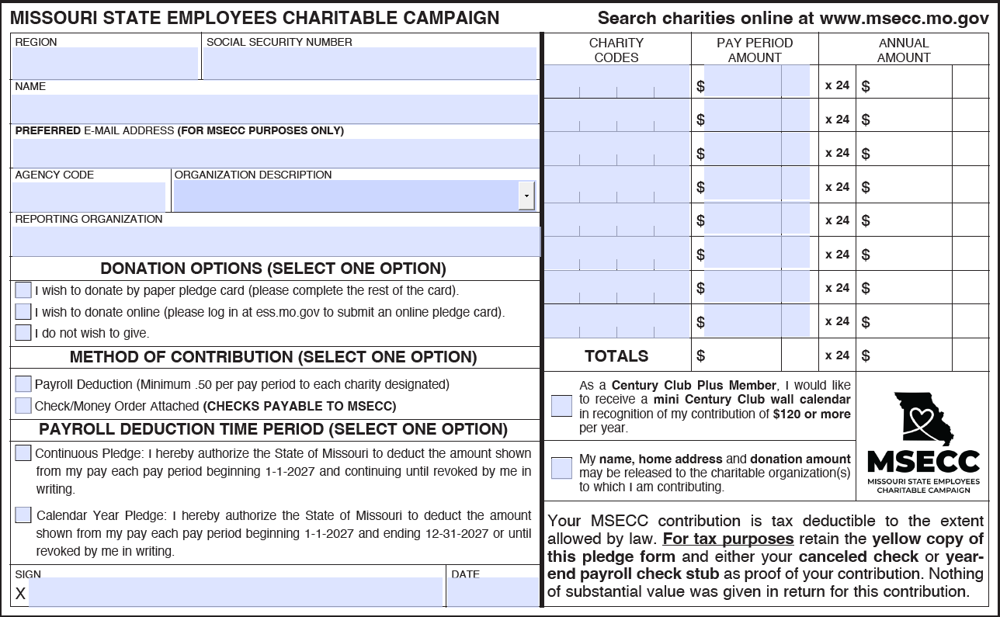 MISSOURI STATE EMPLOYEES CHARITABLE CAMPAIGN
Search charities online at www.msecc.mo.gov
REGION
SOCIAL SECURITY NUMBER
NAME
PREFERRED E-MAIL ADDRESS (FOR MSECC PURPOSES ONLY)
AGENCY CODE
ORGANIZATION DESCRIPTION
REPORTING ORGANIZATION
DONATION OPTIONS (SELECT ONE OPTION)
I wish to donate by paper pledge card (please complete the rest of the card).
I wish to donate online (please log in at ess.mo.gov to submit an online pledge card).
I do not wish to give.
METHOD OF CONTRIBUTION (SELECT ONE OPTION)
Payroll Deduction (Minimum .50 per pay period to each charity designated)
Check/Money Order Attached (CHECKS PAYABLE TO MSECC)
PAYROLL DEDUCTION TIME PERIOD (SELECT ONE OPTION)
Continuous Pledge: I hereby authorize the State of Missouri to deduct the amount shown
from my pay each pay period beginning 1-1-2027 and continuing until revoked by me in
writing.
Calendar Year Pledge: I hereby authorize the State of Missouri to deduct the amount
shown from my pay each pay period beginning 1-1-2027 and ending 12-31-2027 or until
revoked by me in writing.
SIGN
X
DATE
CHARITY
CODES
PAY PERIOD
AMOUNT
ANNUAL
AMOUNT
$ x 24 $
$ x 24 $
$ x 24 $
$ x 24 $
$ x 24 $
$ x 24 $
$ x 24 $
$ x 24 $
TOTALS $ x 24 $
As a Century Club Plus Member, I would like
to receive a mini Century Club wall calendar
in recognition of my contribution of $120 or more
per year.
My name, home address and donation amount
may be released to the charitable organization(s)
to which I am contributing.
MSECC
MISSOURI STATE EMPLOYEES
CHARITABLE CAMPAIGN
Your MSECC contribution is tax deductible to the extent
allowed by law. For tax purposes retain the yellow copy of
this pledge form and either your canceled check or year-
end payroll check stub as proof of your contribution. Nothing
of substantial value was given in return for this contribution.